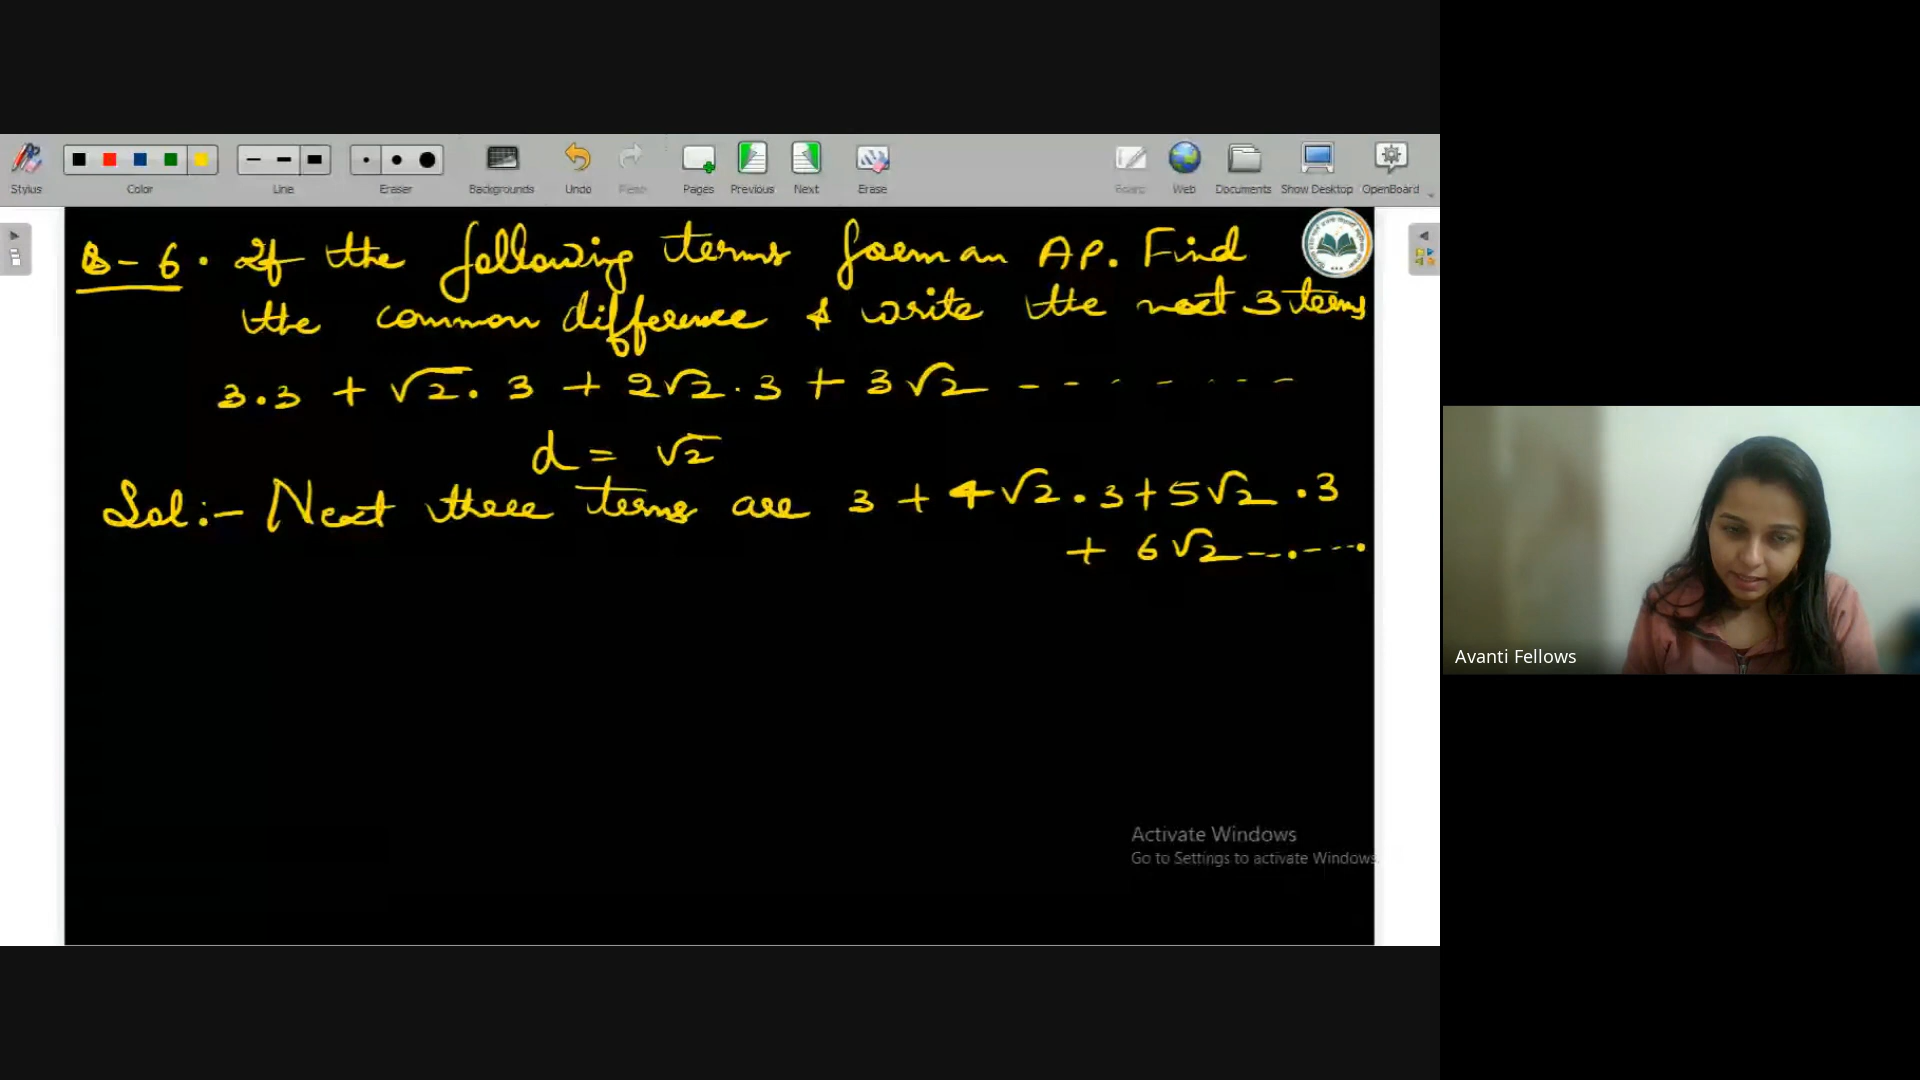 Stylus Color Line Eraser Backgrounds Undo Redo Pages Previous Next Erase Board Web Documents Show Desktop OpenBoard
Q-6. If the following terms form an AP. Find
the common difference & write the next 3 terms
3.3 + √2. 3 + 2√2.3 + 3√2 - - - - - - -
d = √2
Sol:- Next three terms are 3 + 4√2.3+5√2.3
+ 6√2 --.---.
Activate Windows
Go to Settings to activate Windows.
Avanti Fellows